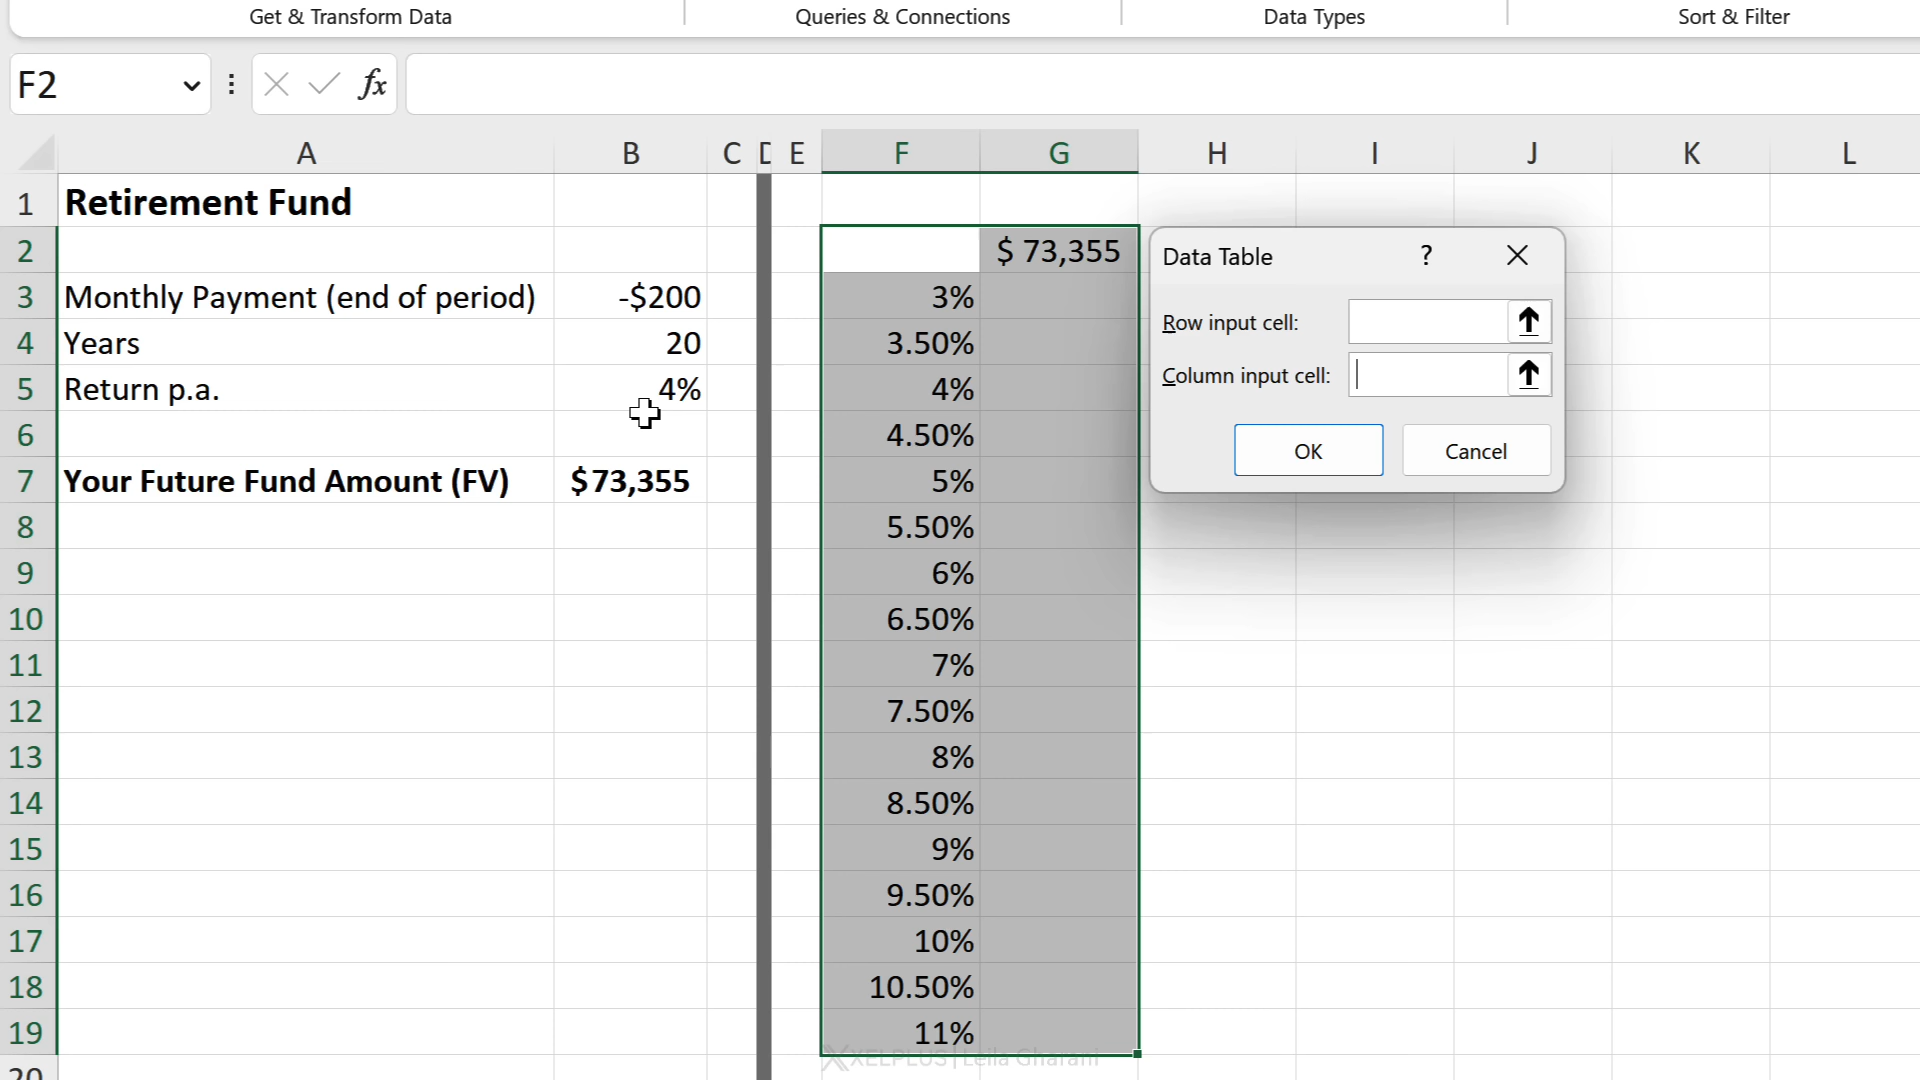 Get & Transform Data Queries & Connections Data Types Sort & Filter
F2 fx
A B C D E F G H I J K L
1 Retirement Fund
2 $ 73,355
3 Monthly Payment (end of period) -$200 3%
4 Years 20 3.50%
5 Return p.a. 4% 4%
6 4.50%
7 Your Future Fund Amount (FV) $73,355 5%
8 5.50%
9 6%
10 6.50%
11 7%
12 7.50%
13 8%
14 8.50%
15 9%
16 9.50%
17 10%
18 10.50%
19 11%
20
Data Table ?
Row input cell:
Column input cell:
OK Cancel
XELPLUS | Leila Gharani